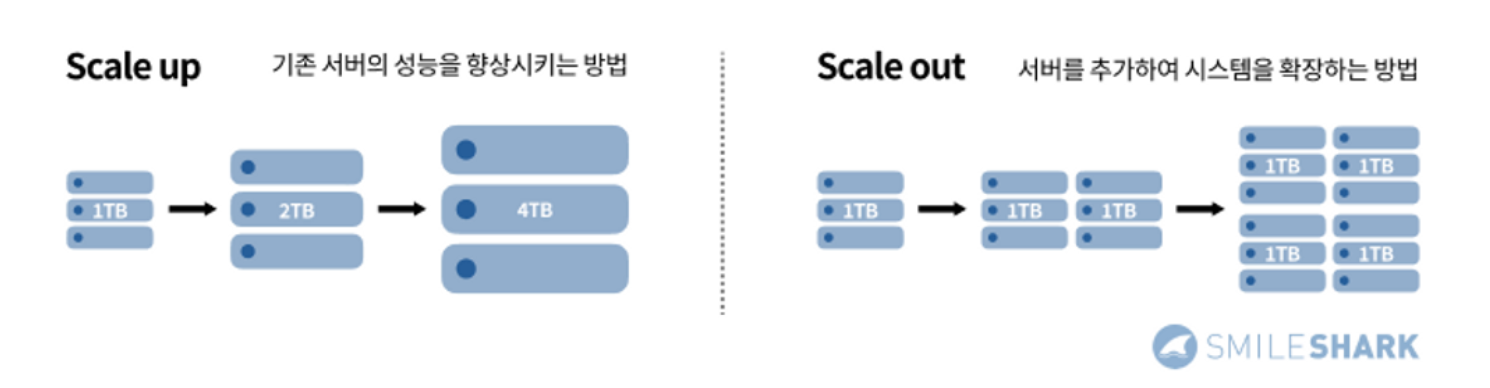 Scale up
기존 서버의 성능을 향상시키는 방법
1TB
2TB
4TB
Scale out
서버를 추가하여 시스템을 확장하는 방법
1TB
1TB 1TB
1TB 1TB
1TB 1TB
SMILESHARK